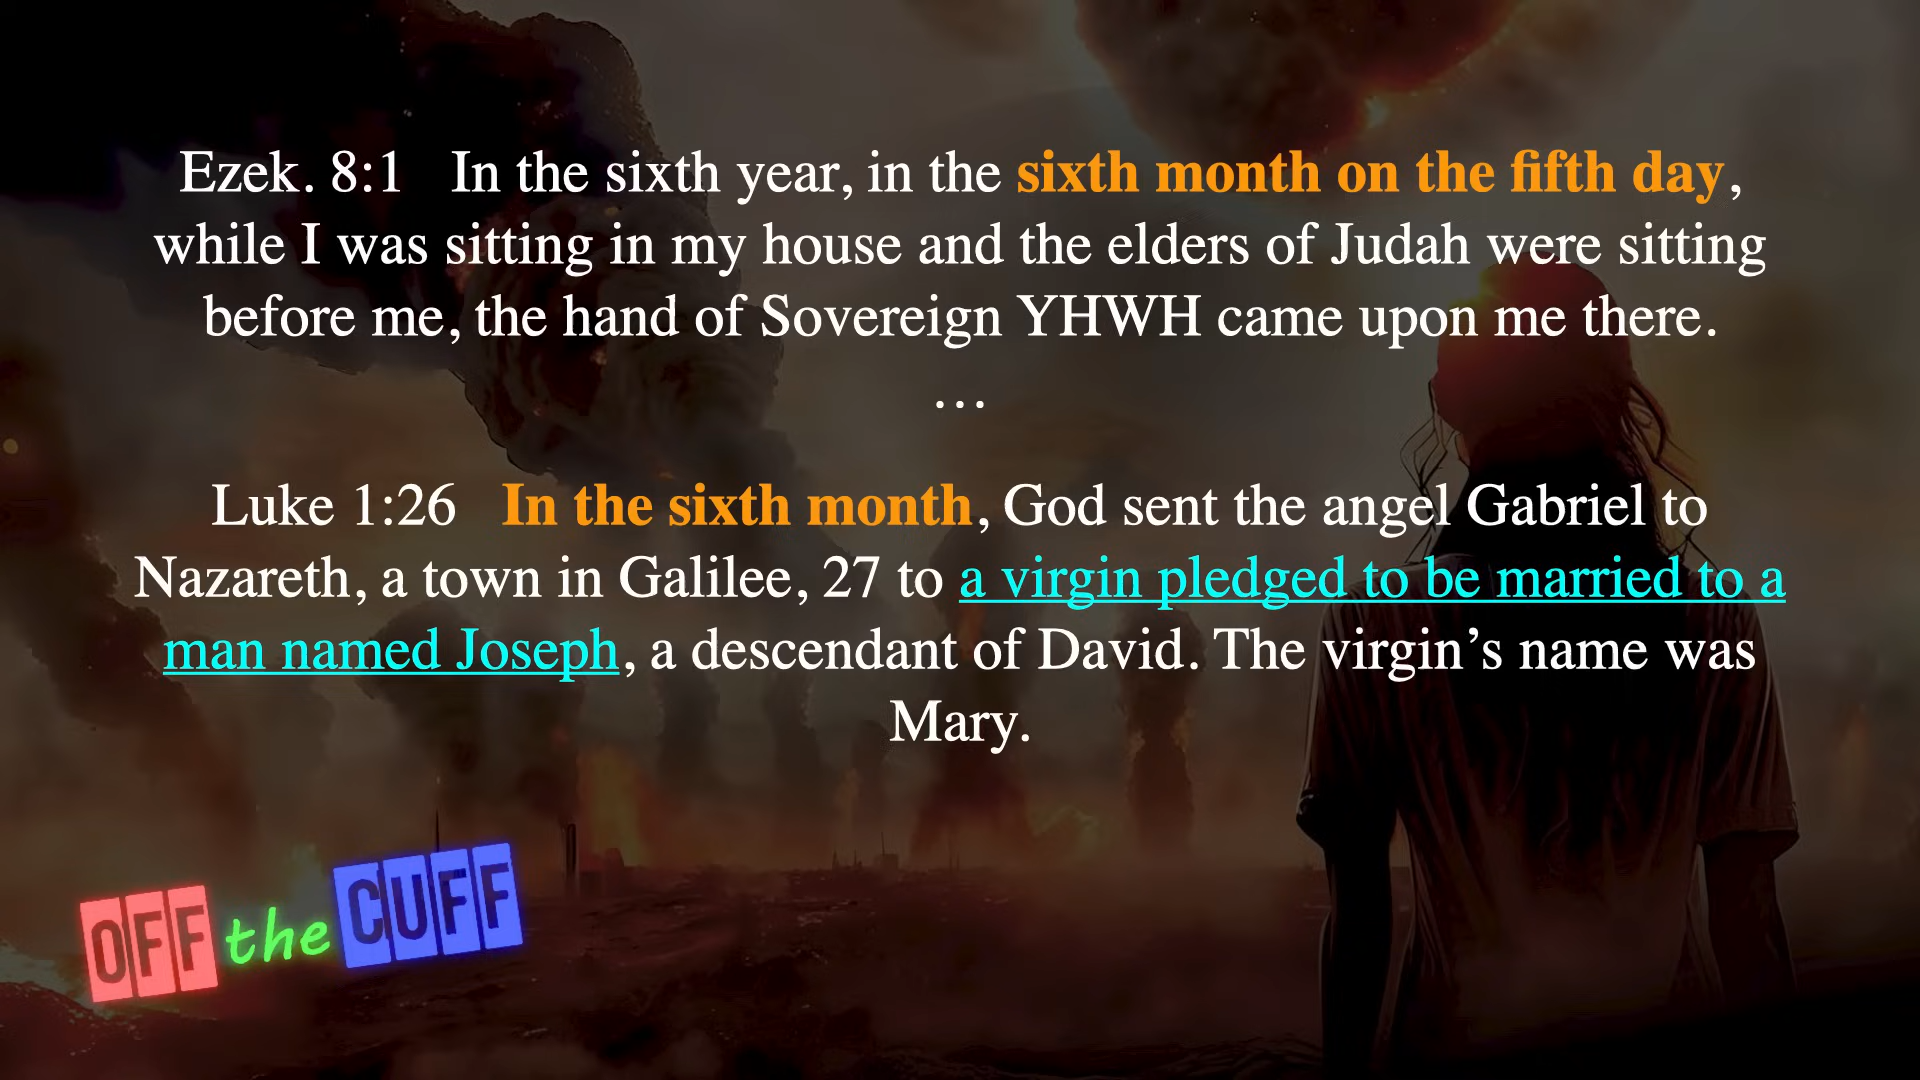 Ezek. 8:1   In the sixth year, in the sixth month on the fifth day,
while I was sitting in my house and the elders of Judah were sitting
before me, the hand of Sovereign YHWH came upon me there.
…
Luke 1:26   In the sixth month, God sent the angel Gabriel to
Nazareth, a town in Galilee, 27 to a virgin pledged to be married to a
man named Joseph, a descendant of David. The virgin’s name was
Mary.
OFF the CUFF